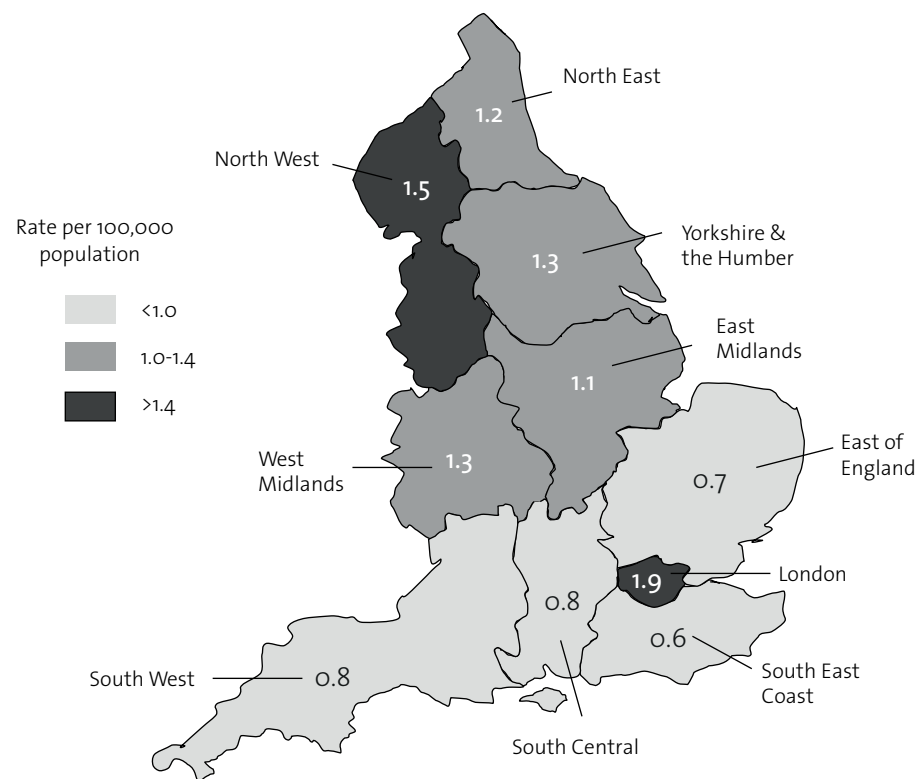 North East
1.2
North West
1.5
Rate per 100,000
population
<1.0
1.0-1.4
>1.4
Yorkshire &
the Humber
1.3
East
Midlands
1.1
West
Midlands
1.3
East of
England
0.7
London
1.9
0.8
0.6
South West
0.8
South East
Coast
South Central